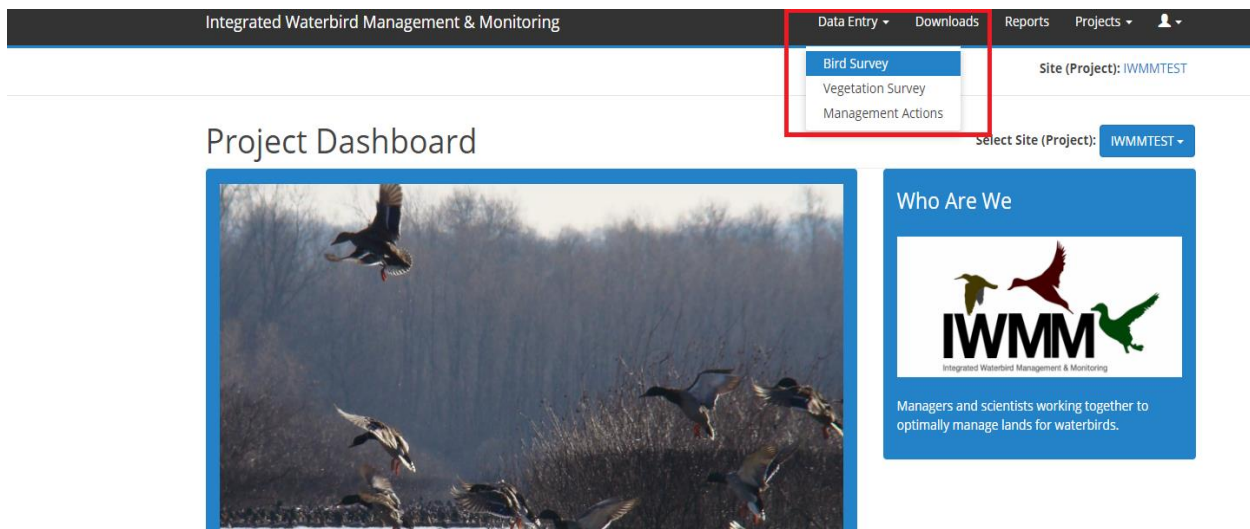 Integrated Waterbird Management & Monitoring
Data Entry Downloads Reports Projects
Bird Survey
Vegetation Survey
Management Actions
Site (Project): IWMMTEST
Project Dashboard
Select Site (Project): IWMMTEST
Who Are We
IWMM
Integrated Waterbird Management & Monitoring
Managers and scientists working together to
optimally manage lands for waterbirds.